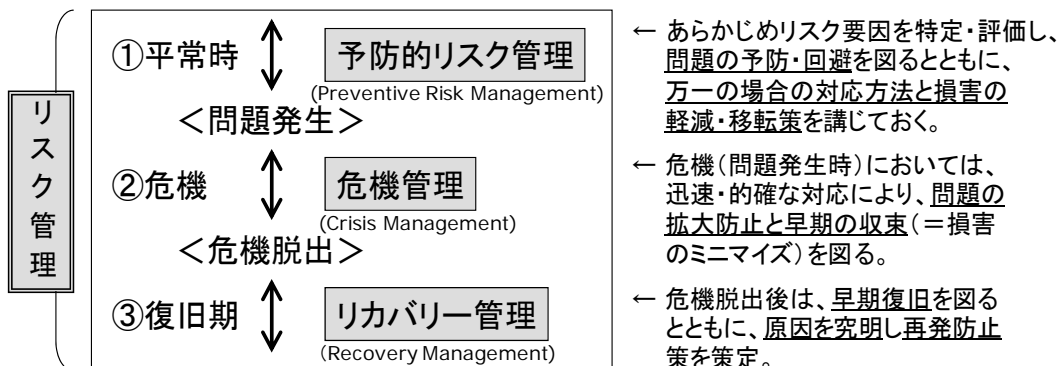 リスク管理
①平常時
予防的リスク管理
(Preventive Risk Management)
← あらかじめリスク要因を特定・評価し、
問題の予防・回避を図るとともに、
万一の場合の対応方法と損害の
軽減・移転策を講じておく。
＜問題発生＞
②危機
危機管理
(Crisis Management)
← 危機（問題発生時）においては、
迅速・的確な対応により、問題の
拡大防止と早期の収束（＝損害
のミニマイズ）を図る。
＜危機脱出＞
③復旧期
リカバリー管理
(Recovery Management)
← 危機脱出後は、早期復旧を図る
とともに、原因を究明し再発防止
策を策定。